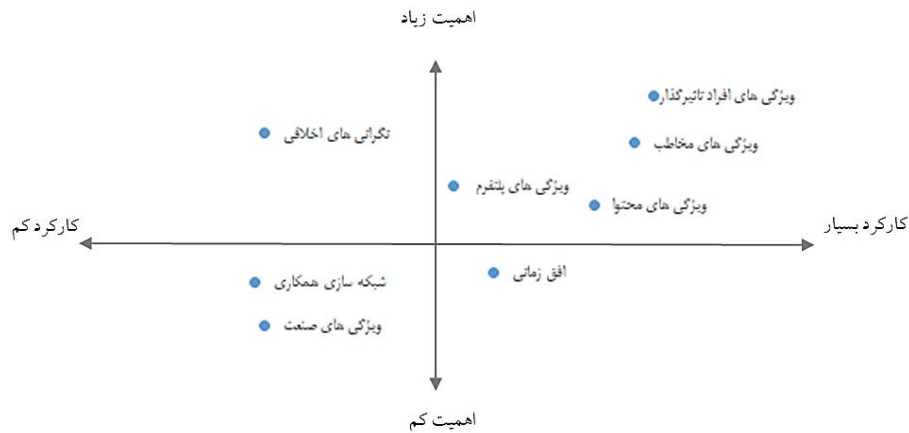 اهمیت زیاد
ویژگی های افراد تاثیرگذار
نگرانی های اخلاقی
ویژگی های مخاطب
ویژگی های پلتفرم
ویژگی های محتوا
کارکرد بسیار
کارکرد کم
افق زمانی
شبکه سازی همکاری
ویژگی های صنعت
اهمیت کم